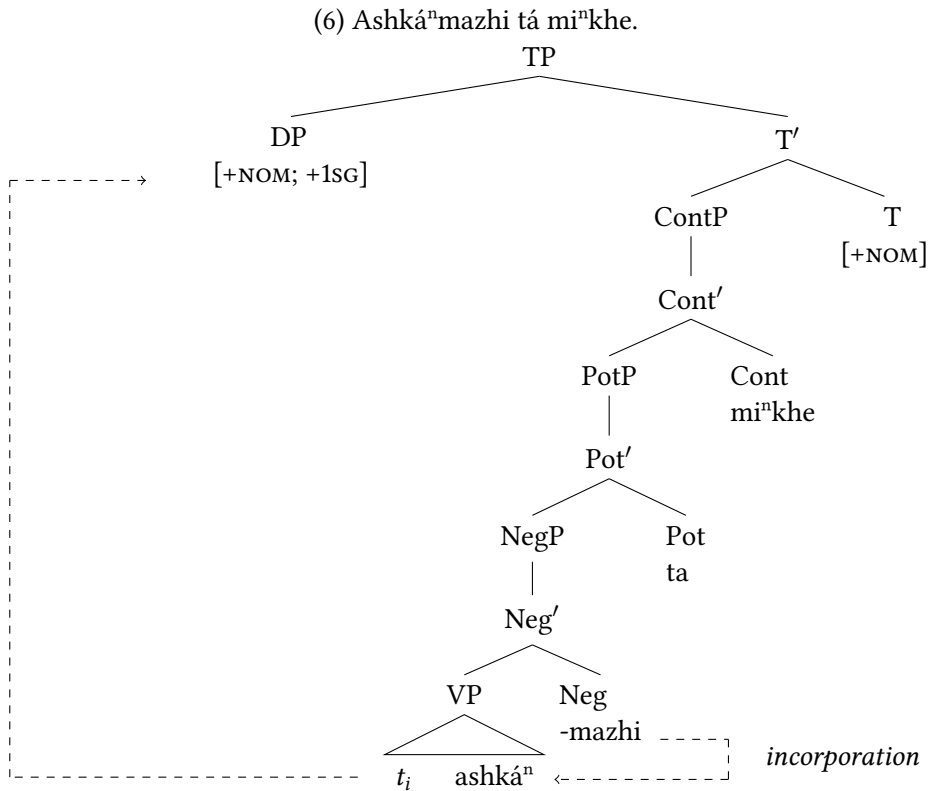 (6) Ashkáⁿmazhi tá miⁿkhe.
TP
DP T′
[+NOM; +1SG]
ContP T
[+NOM]
Cont′
PotP Cont
miⁿkhe
Pot′
NegP Pot
ta
Neg′
VP Neg
-mazhi
incorporation
tᵢ ashkáⁿ